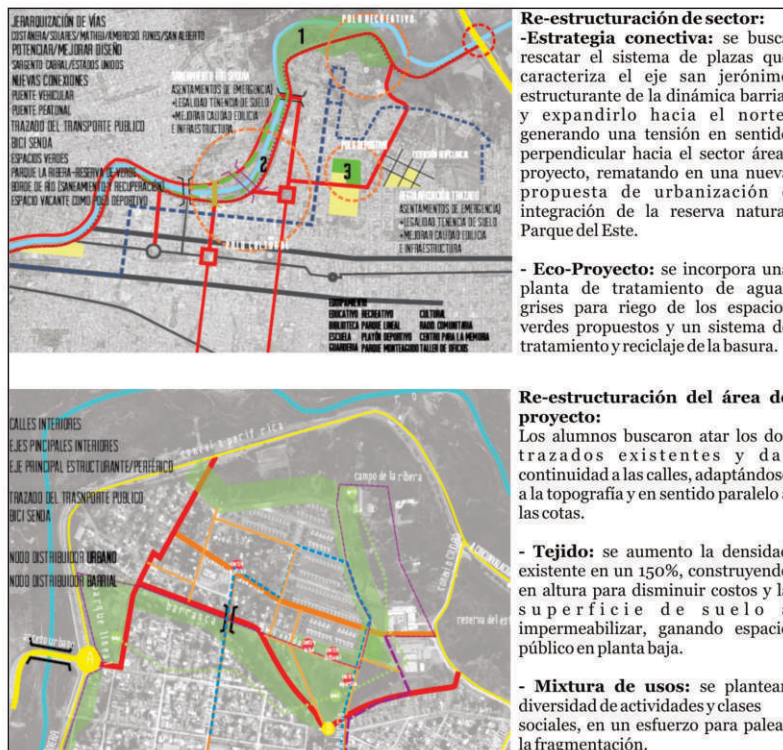 JERARQUIZACIÓN DE VÍAS
COSTANERA/SOLARES/MATHEU/AMBROSIO FUNES/SAN ALBERTO
POTENCIAR/MEJORAR DISEÑO
SARGENTO CABRAL/ESTADOS UNIDOS
NUEVAS CONEXIONES
PUENTE VEHICULAR
PUENTE PEATONAL
TRAZADO DEL TRANSPORTE PUBLICO
BICI SENDA
ESPACIOS VERDES
PARQUE LA RIBERA-RESERVA DE VERDE
BORDE DE RÍO (SANEAMIENTO Y RECUPERACIÓN)
ESPACIO VACANTE COMO POLO DEPORTIVO
POLO RECREATIVO
1
ASENTAMIENTOS DE EMERGENCIA)
+LEGALIDAD TENENCIA DE SUELO
+MEJORAR CALIDAD EDILICIA
E INFRAESTRUCTURA
2
POLO DEPORTIVO
3
POLO CULTURAL
REGULARIZACIÓN TRAZADO
ASENTAMIENTOS DE EMERGENCIA)
+LEGALIDAD TENENCIA DE SUELO
+MEJORAR CALIDAD EDILICIA
E INFRAESTRUCTURA
EQUIPAMIENTO
EDUCATIVO RECREATIVO CULTURAL
BIBLIOTECA PARQUE LINEAL RADIO COMUNITARIA
ESCUELA PLAYÓN DEPORTIVO CENTRO PARA LA MEMORIA
GUARDERIA PARQUE MONTEAGUDO TALLER DE OFICIOS
Re-estructuración de sector:
-Estrategia conectiva: se busca
rescatar el sistema de plazas que
caracteriza el eje san jerónimo
estructurante de la dinámica barrial
y expandirlo hacia el norte,
generando una tensión en sentido
perpendicular hacia el sector área
proyecto, rematando en una nueva
propuesta de urbanización e
integración de la reserva natural
Parque del Este.
- Eco-Proyecto: se incorpora una
planta de tratamiento de aguas
grises para riego de los espacios
verdes propuestos y un sistema de
tratamiento y reciclaje de la basura.
CALLES INTERIORES
EJES PINCIPALES INTERIORES
EJE PRINCIPAL ESTRUCTURANTE/PERIFÉRICO
TRAZADO DEL TRASNPORTE PUBLICO
BICI SENDA
NODO DISTRIBUIDOR URBANO
NODO DISTRIBUIDOR BARRIAL
campo de la ribera
parque lineal
barranca
acceso urbano
A
Re-estructuración del área de
proyecto:
Los alumnos buscaron atar los dos
trazados existentes y dar
continuidad a las calles, adaptándose
a la topografía y en sentido paralelo a
las cotas.
- Tejido: se aumento la densidad
existente en un 150%, construyendo
en altura para disminuir costos y la
superficie de suelo a
impermeabilizar, ganando espacio
público en planta baja.
- Mixtura de usos: se plantean
diversidad de actividades y clases
sociales, en un esfuerzo para palear
la fragmentación.